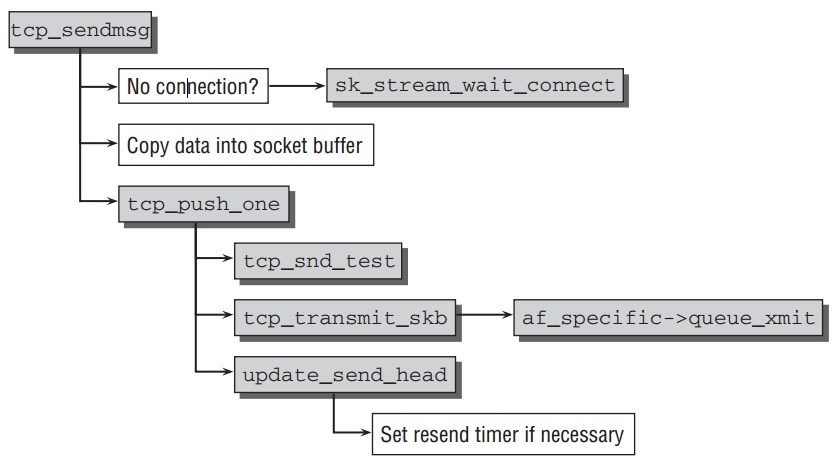 tcp_sendmsg
No connection?
sk_stream_wait_connect
Copy data into socket buffer
tcp_push_one
tcp_snd_test
tcp_transmit_skb
af_specific->queue_xmit
update_send_head
Set resend timer if necessary